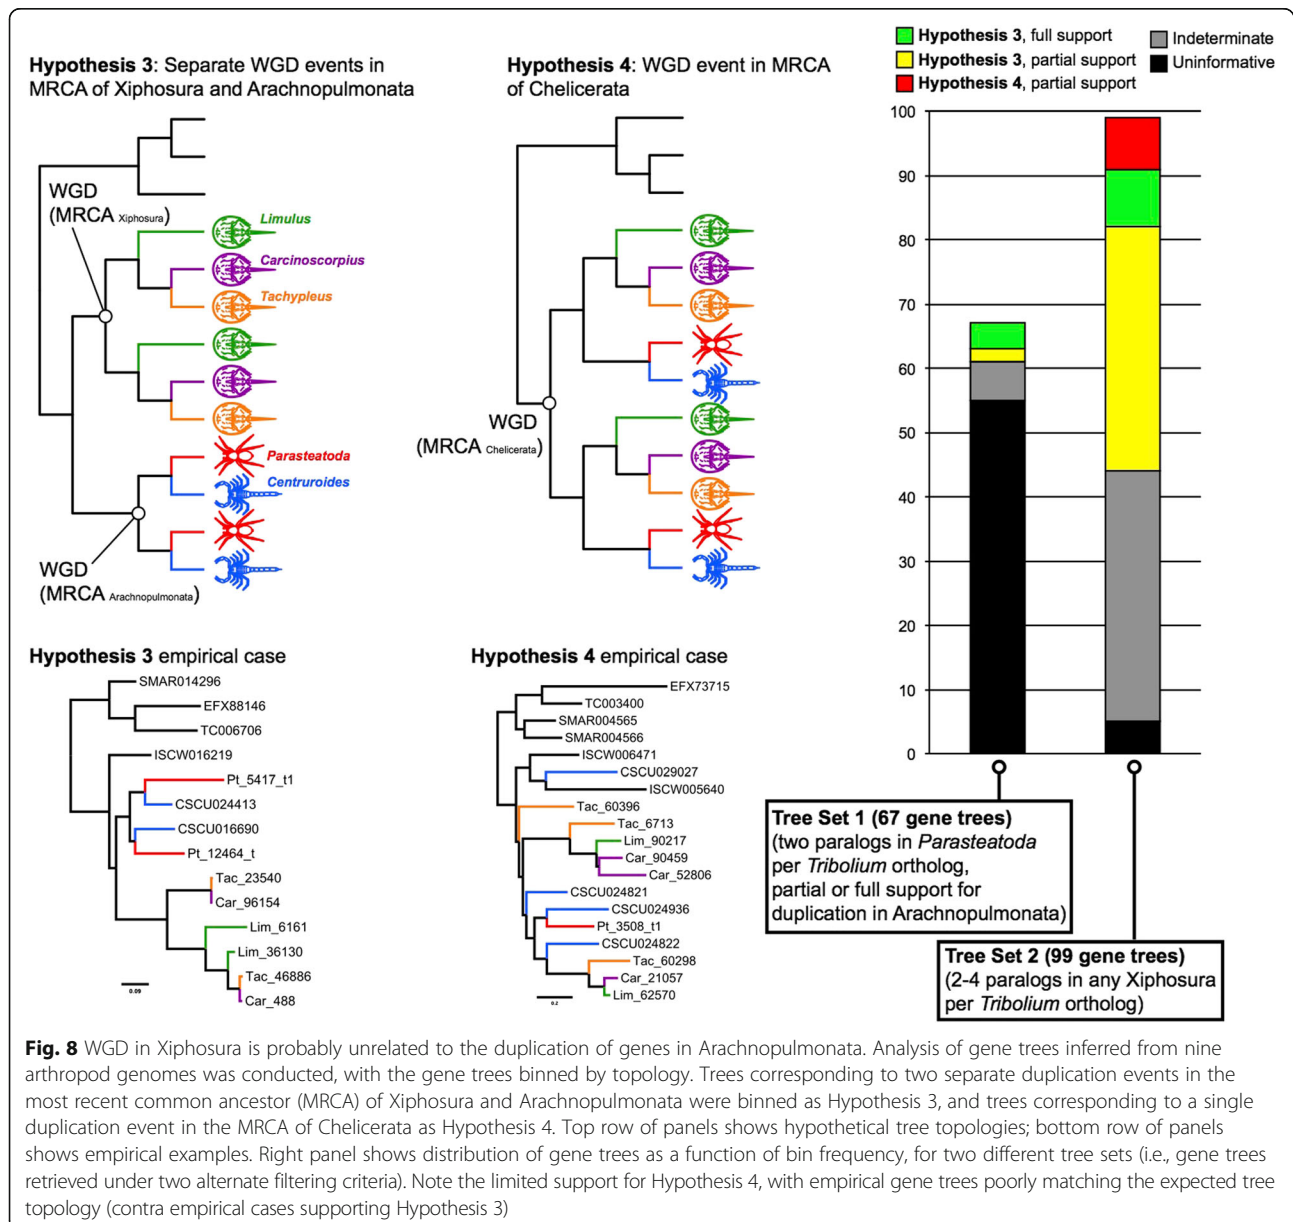 Hypothesis 3: Separate WGD events in
MRCA of Xiphosura and Arachnopulmonata
WGD
(MRCA Xiphosura)
Limulus
Carcinoscorpius
Tachypleus
Parasteatoda
Centruroides
WGD
(MRCA Arachnopulmonata)
Hypothesis 4: WGD event in MRCA
of Chelicerata
WGD
(MRCA Chelicerata)
Hypothesis 3, full support
Hypothesis 3, partial support
Hypothesis 4, partial support
Indeterminate
Uninformative
100
90
80
70
60
50
40
30
20
10
0
Tree Set 1 (67 gene trees)
(two paralogs in Parasteatoda
per Tribolium ortholog,
partial or full support for
duplication in Arachnopulmonata)
Tree Set 2 (99 gene trees)
(2-4 paralogs in any Xiphosura
per Tribolium ortholog)
Hypothesis 3 empirical case
SMAR014296
EFX88146
TC006706
ISCW016219
Pt_5417_t1
CSCU024413
CSCU016690
Pt_12464_t
Tac_23540
Car_96154
Lim_6161
Lim_36130
Tac_46886
Car_488
0.09
Hypothesis 4 empirical case
EFX73715
TC003400
SMAR004565
SMAR004566
ISCW006471
CSCU029027
ISCW005640
Tac_60396
Tac_6713
Lim_90217
Car_90459
Car_52806
CSCU024821
CSCU024936
Pt_3508_t1
CSCU024822
Tac_60298
Car_21057
Lim_62570
0.2
Fig. 8 WGD in Xiphosura is probably unrelated to the duplication of genes in Arachnopulmonata. Analysis of gene trees inferred from nine
arthropod genomes was conducted, with the gene trees binned by topology. Trees corresponding to two separate duplication events in the
most recent common ancestor (MRCA) of Xiphosura and Arachnopulmonata were binned as Hypothesis 3, and trees corresponding to a single
duplication event in the MRCA of Chelicerata as Hypothesis 4. Top row of panels shows hypothetical tree topologies; bottom row of panels
shows empirical examples. Right panel shows distribution of gene trees as a function of bin frequency, for two different tree sets (i.e., gene trees
retrieved under two alternate filtering criteria). Note the limited support for Hypothesis 4, with empirical gene trees poorly matching the expected tree
topology (contra empirical cases supporting Hypothesis 3)